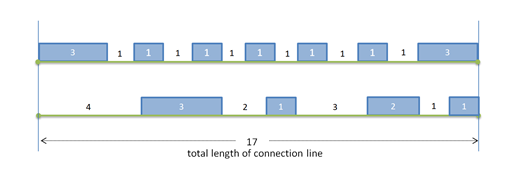 3 1 1 1 1 1 1 1 1 1 1 1 3
4 3 2 1 3 2 1 1
17
total length of connection line